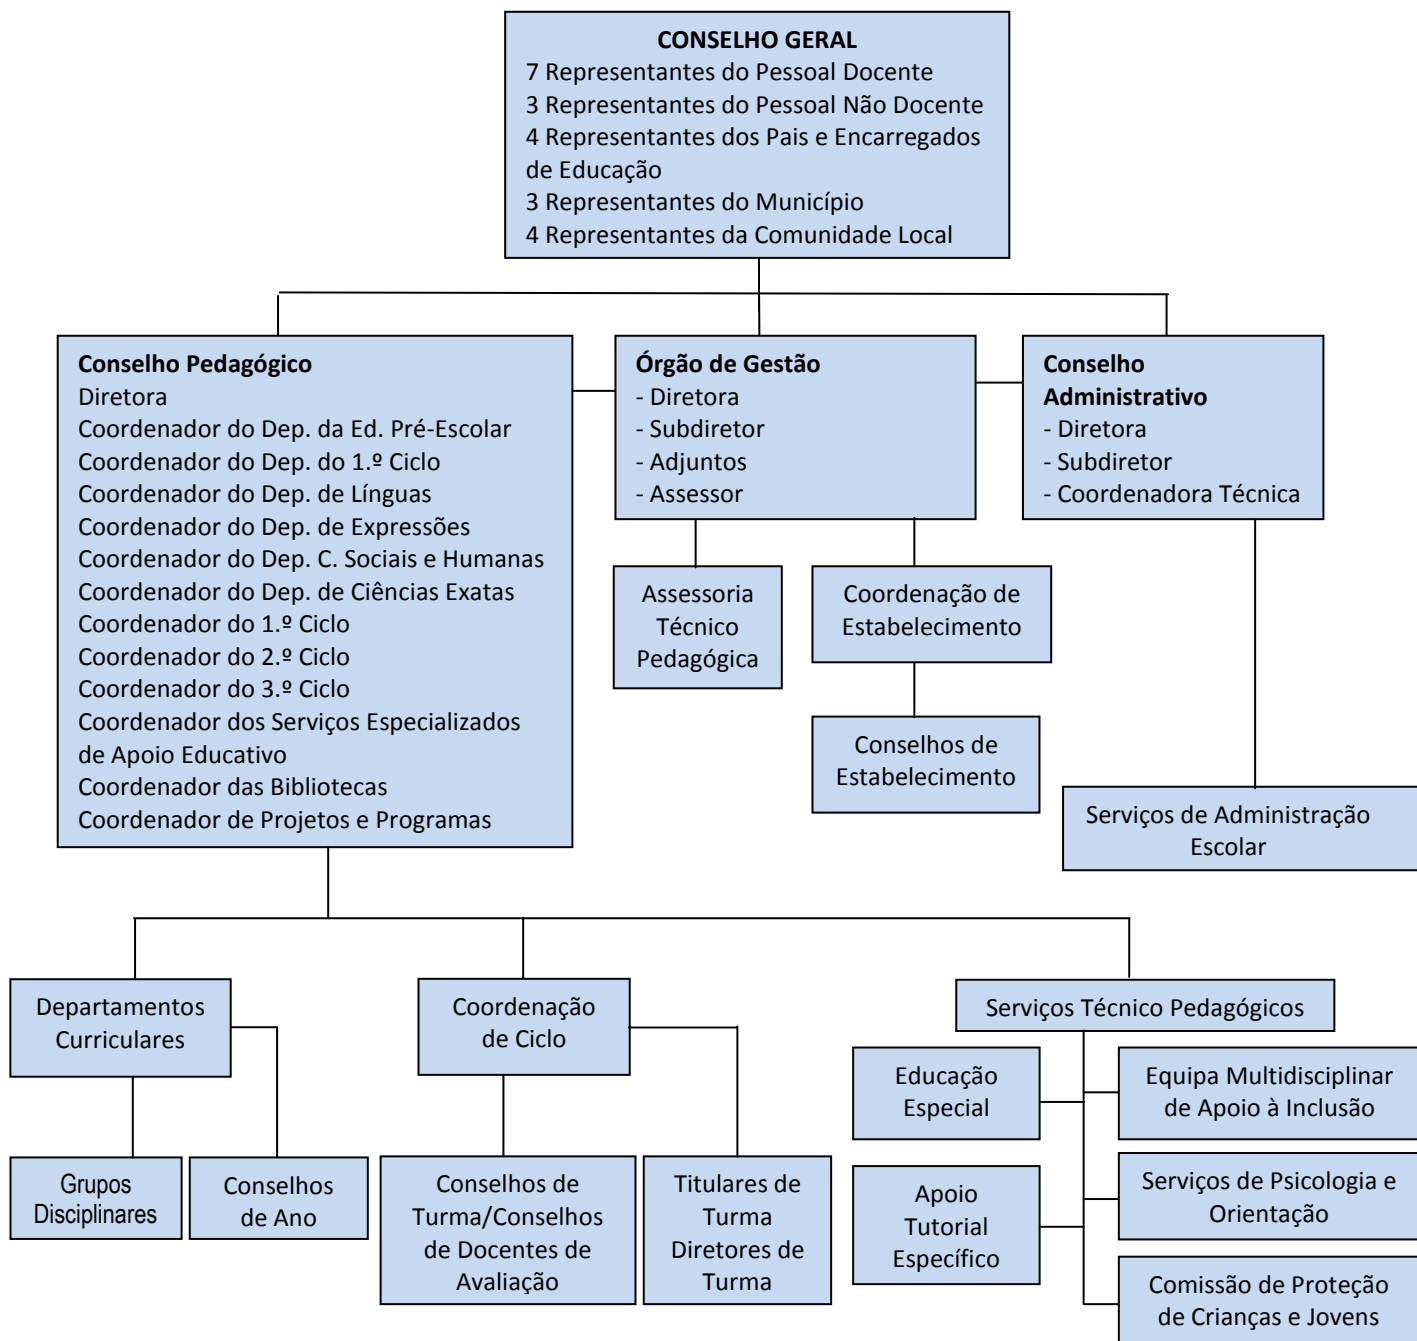 CONSELHO GERAL
7 Representantes do Pessoal Docente
3 Representantes do Pessoal Não Docente
4 Representantes dos Pais e Encarregados
de Educação
3 Representantes do Município
4 Representantes da Comunidade Local
Conselho Pedagógico
Diretora
Coordenador do Dep. da Ed. Pré-Escolar
Coordenador do Dep. do 1.º Ciclo
Coordenador do Dep. de Línguas
Coordenador do Dep. de Expressões
Coordenador do Dep. C. Sociais e Humanas
Coordenador do Dep. de Ciências Exatas
Coordenador do 1.º Ciclo
Coordenador do 2.º Ciclo
Coordenador do 3.º Ciclo
Coordenador dos Serviços Especializados
de Apoio Educativo
Coordenador das Bibliotecas
Coordenador de Projetos e Programas
Órgão de Gestão
- Diretora
- Subdiretor
- Adjuntos
- Assessor
Conselho
Administrativo
- Diretora
- Subdiretor
- Coordenadora Técnica
Assessoria
Técnico
Pedagógica
Coordenação de
Estabelecimento
Conselhos de
Estabelecimento
Serviços de Administração
Escolar
Departamentos
Curriculares
Coordenação
de Ciclo
Serviços Técnico Pedagógicos
Grupos
Disciplinares
Conselhos
de Ano
Conselhos de
Turma/Conselhos
de Docentes de
Avaliação
Titulares de
Turma
Diretores de
Turma
Educação
Especial
Equipa Multidisciplinar
de Apoio à Inclusão
Apoio
Tutorial
Específico
Serviços de Psicologia e
Orientação
Comissão de Proteção
de Crianças e Jovens